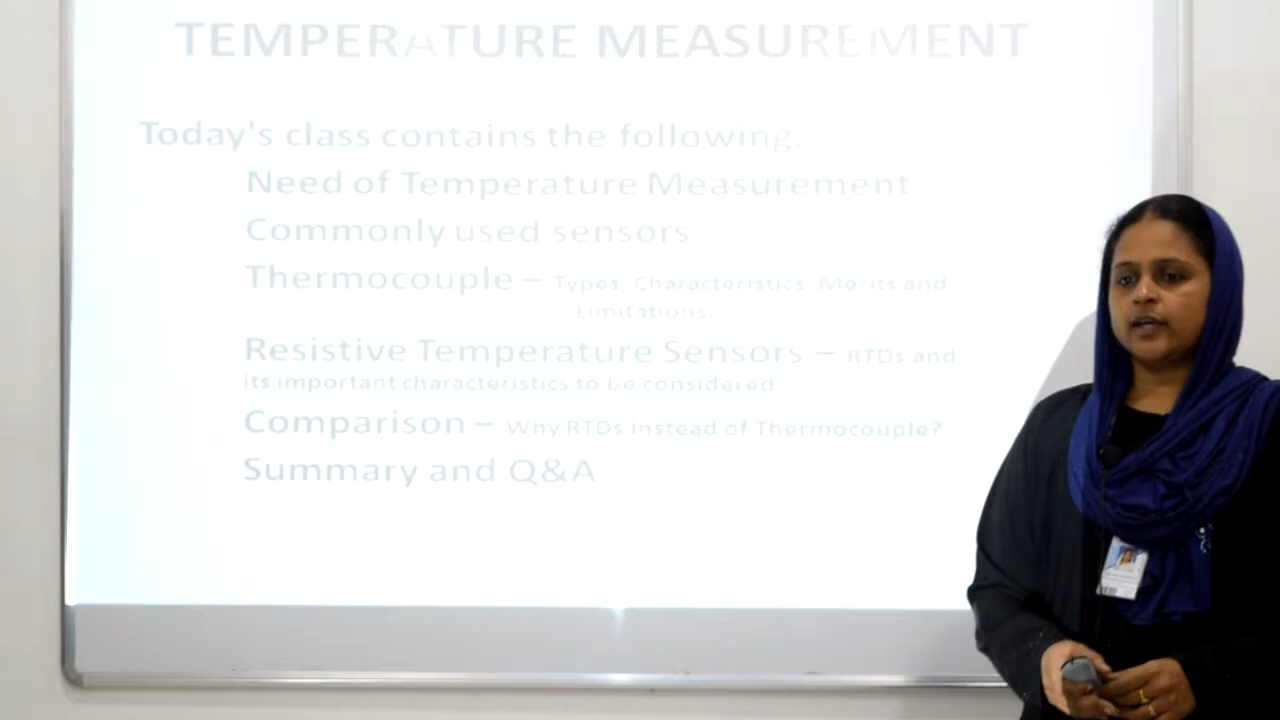 TEMPERATURE MEASUREMENT
Today's class contains the following:
Need of Temperature Measurement
Commonly used sensors
Thermocouple – Types, Characteristics, Merits and
Limitations.
Resistive Temperature Sensors – RTDs and
its important characteristics to be considered
Comparison – Why RTDs instead of Thermocouple?
Summary and Q&A